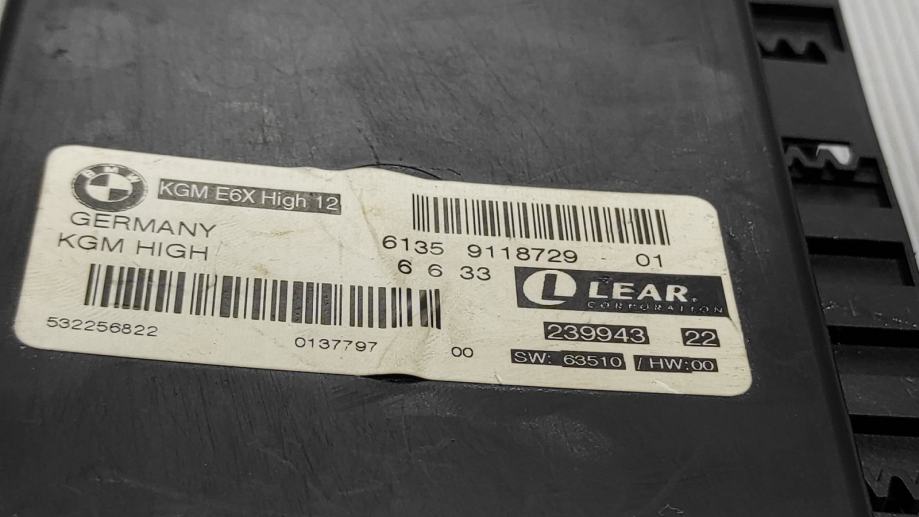 BMW
KGM E6X High 12
GERMANY
KGM HIGH
6135 9118729 01
6 6 33
LEAR.
CORPORATION
532256822 0137797 00
239943 22
SW: 63510 / HW:00